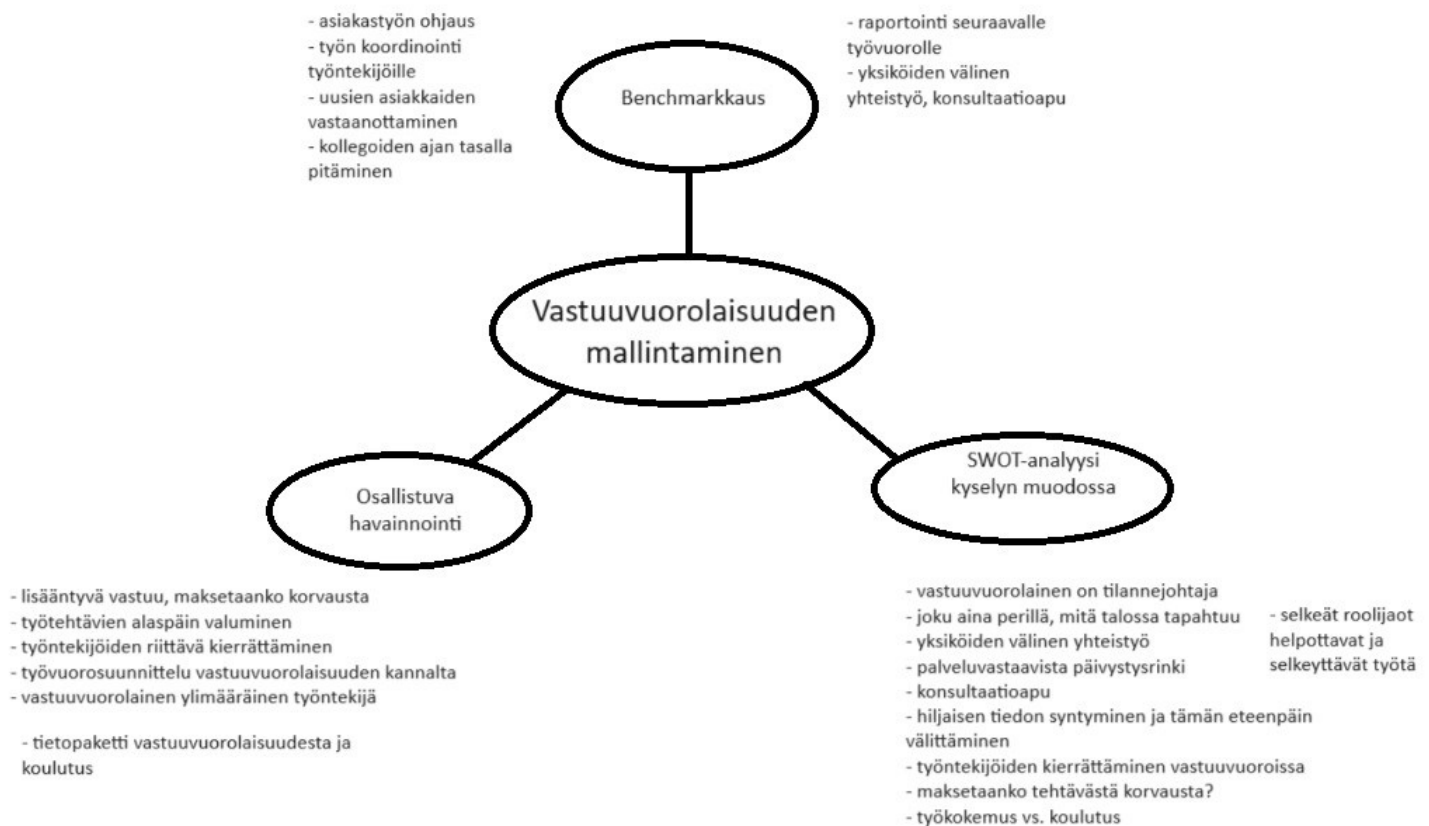 - asiakastyön ohjaus
- työn koordinointi
työntekijöille
- uusien asiakkaiden
vastaanottaminen
- kollegoiden ajan tasalla
pitäminen
Benchmarkkaus
- raportointi seuraavalle
työvuorolle
- yksiköiden välinen
yhteistyö, konsultaatioapu
Vastuuvuorolaisuuden
mallintaminen
Osallistuva
havainnointi
SWOT-analyysi
kyselyn muodossa
- lisääntyvä vastuu, maksetaanko korvausta
- työtehtävien alaspäin valuminen
- työntekijöiden riittävä kierrättäminen
- työvuorosuunnittelu vastuuvuorolaisuuden kannalta
- vastuuvuorolainen ylimääräinen työntekijä
- tietopaketti vastuuvuorolaisuudesta ja
koulutus
- vastuuvuorolainen on tilannejohtaja
- joku aina perillä, mitä talossa tapahtuu
- yksiköiden välinen yhteistyö
- palveluvastaavista päivystysrinki
- konsultaatioapu
- hiljaisen tiedon syntyminen ja tämän eteenpäin
välittäminen
- työntekijöiden kierrättäminen vastuuvuoroissa
- maksetaanko tehtävästä korvausta?
- työkokemus vs. koulutus
- selkeät roolijaot
helpottavat ja
selkeyttävät työtä